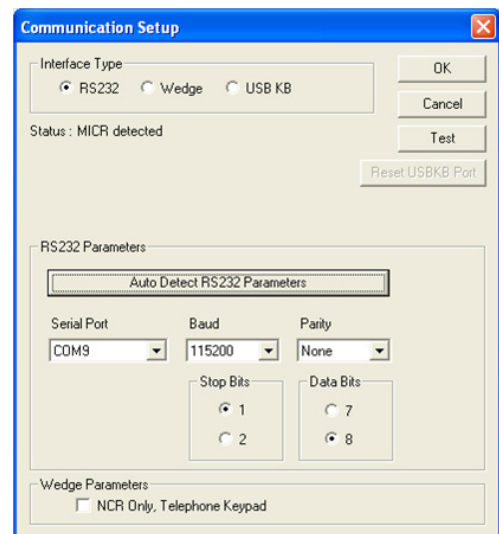 Communication Setup
Interface Type
RS232 Wedge USB KB
OK
Cancel
Status : MICR detected
Test
Reset USBKB Port
RS232 Parameters
Auto Detect RS232 Parameters
Serial Port Baud Parity
COM9 115200 None
Stop Bits Data Bits
1 7
2 8
Wedge Parameters
NCR Only, Telephone Keypad